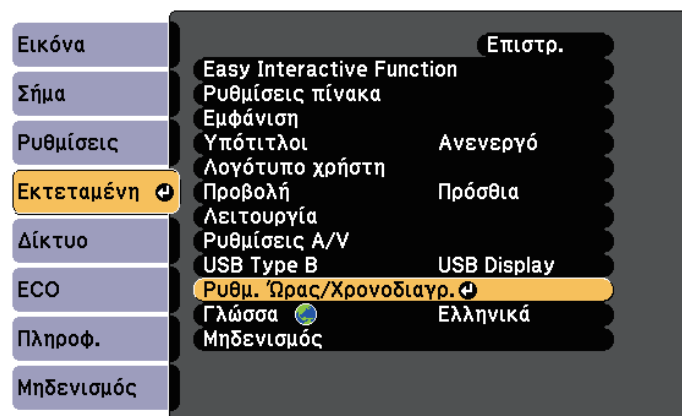 Εικόνα
Σήμα
Ρυθμίσεις
Εκτεταμένη
Δίκτυο
ECO
Πληροφ.
Μηδενισμός
Επιστρ.
Easy Interactive Function
Ρυθμίσεις πίνακα
Εμφάνιση
Υπότιτλοι Ανενεργό
Λογότυπο χρήστη
Προβολή Πρόσθια
Λειτουργία
Ρυθμίσεις A/V
USB Type B USB Display
Ρυθμ. Ώρας/Χρονοδιαγρ.
Γλώσσα Ελληνικά
Μηδενισμός